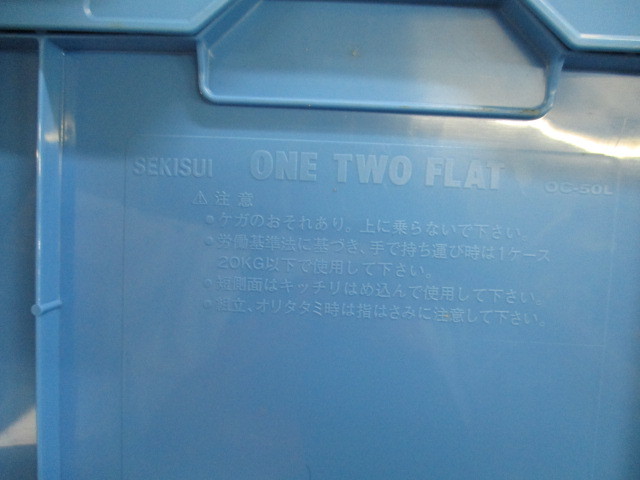 SEKISUI ONE TWO FLAT OC-50L
⚠ 注意
・ケガのおそれあり。上に乗らないで下さい。
・労働基準法に基づき、手で持ち運び時は1ケース
20KG以下で使用して下さい。
・短側面はキッチリはめ込んで使用して下さい。
・組立、オリタタミ時は指はさみに注意して下さい。